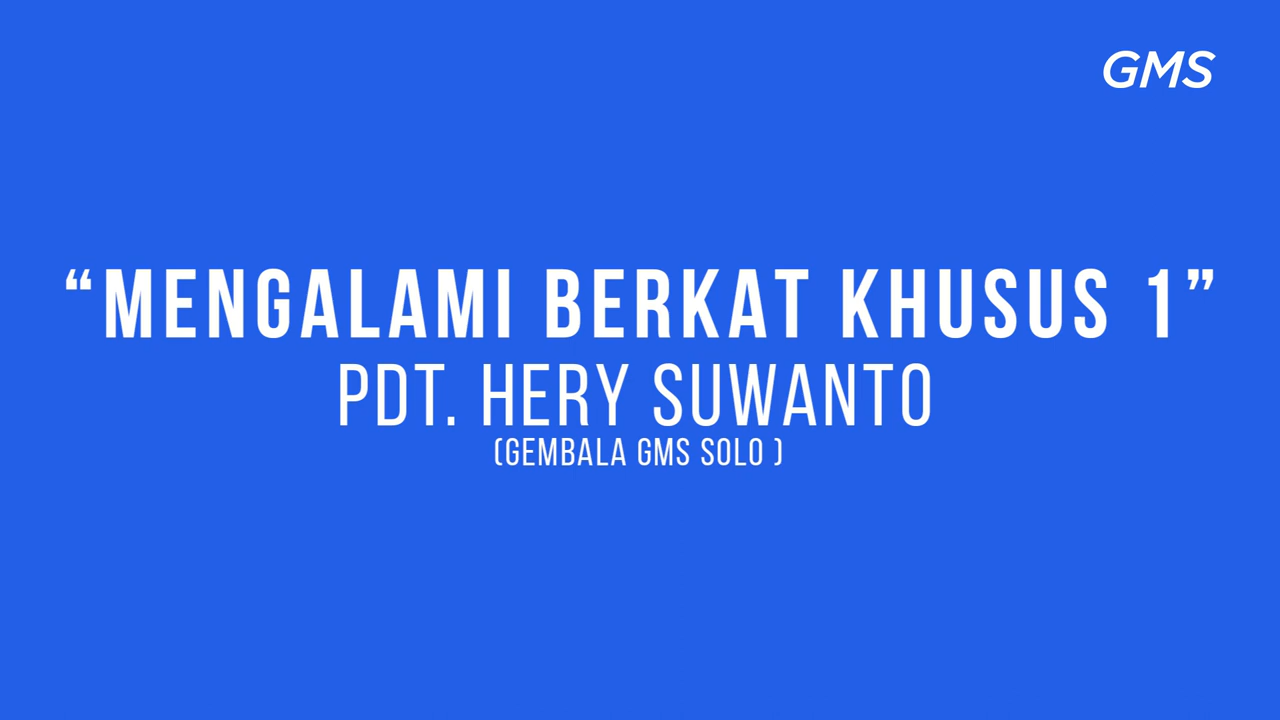 GMS
“MENGALAMI BERKAT KHUSUS 1”
PDT. HERY SUWANTO
(GEMBALA GMS SOLO )